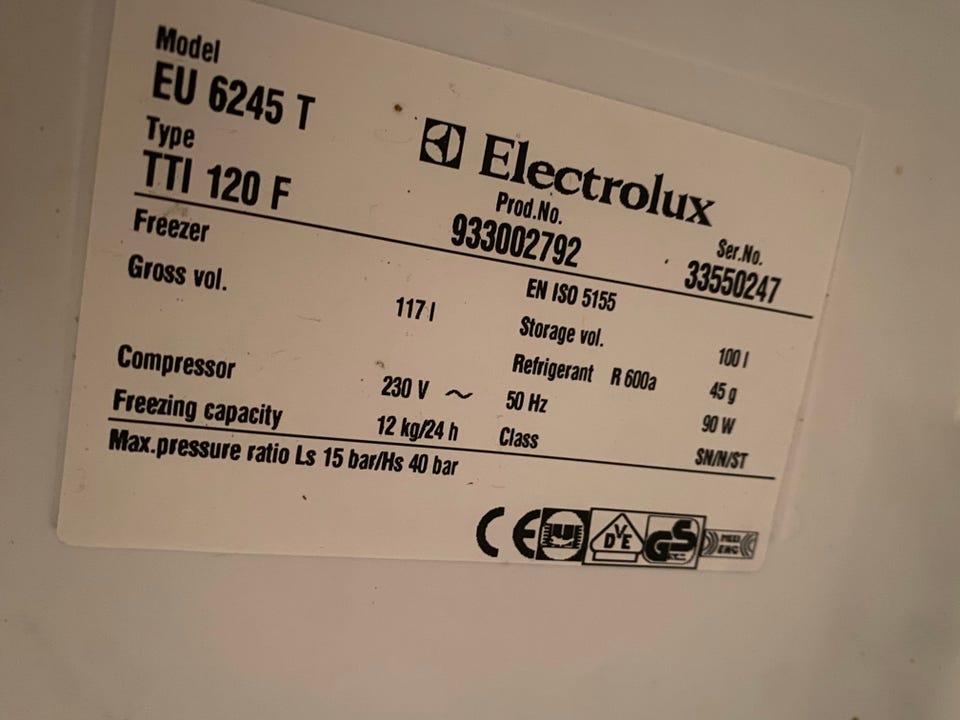 Model
EU 6245 T
Electrolux
Type
TTI 120 F
Prod.No.
933002792
Ser.No.
33550247
Freezer
EN ISO 5155
Gross vol. 117 l Storage vol. 100 l
Refrigerant R 600a 45 g
Compressor 230 V ~ 50 Hz 90 W
Freezing capacity 12 kg/24 h Class SN/N/ST
Max.pressure ratio Ls 15 bar/Hs 40 bar
CE
DVE
GS